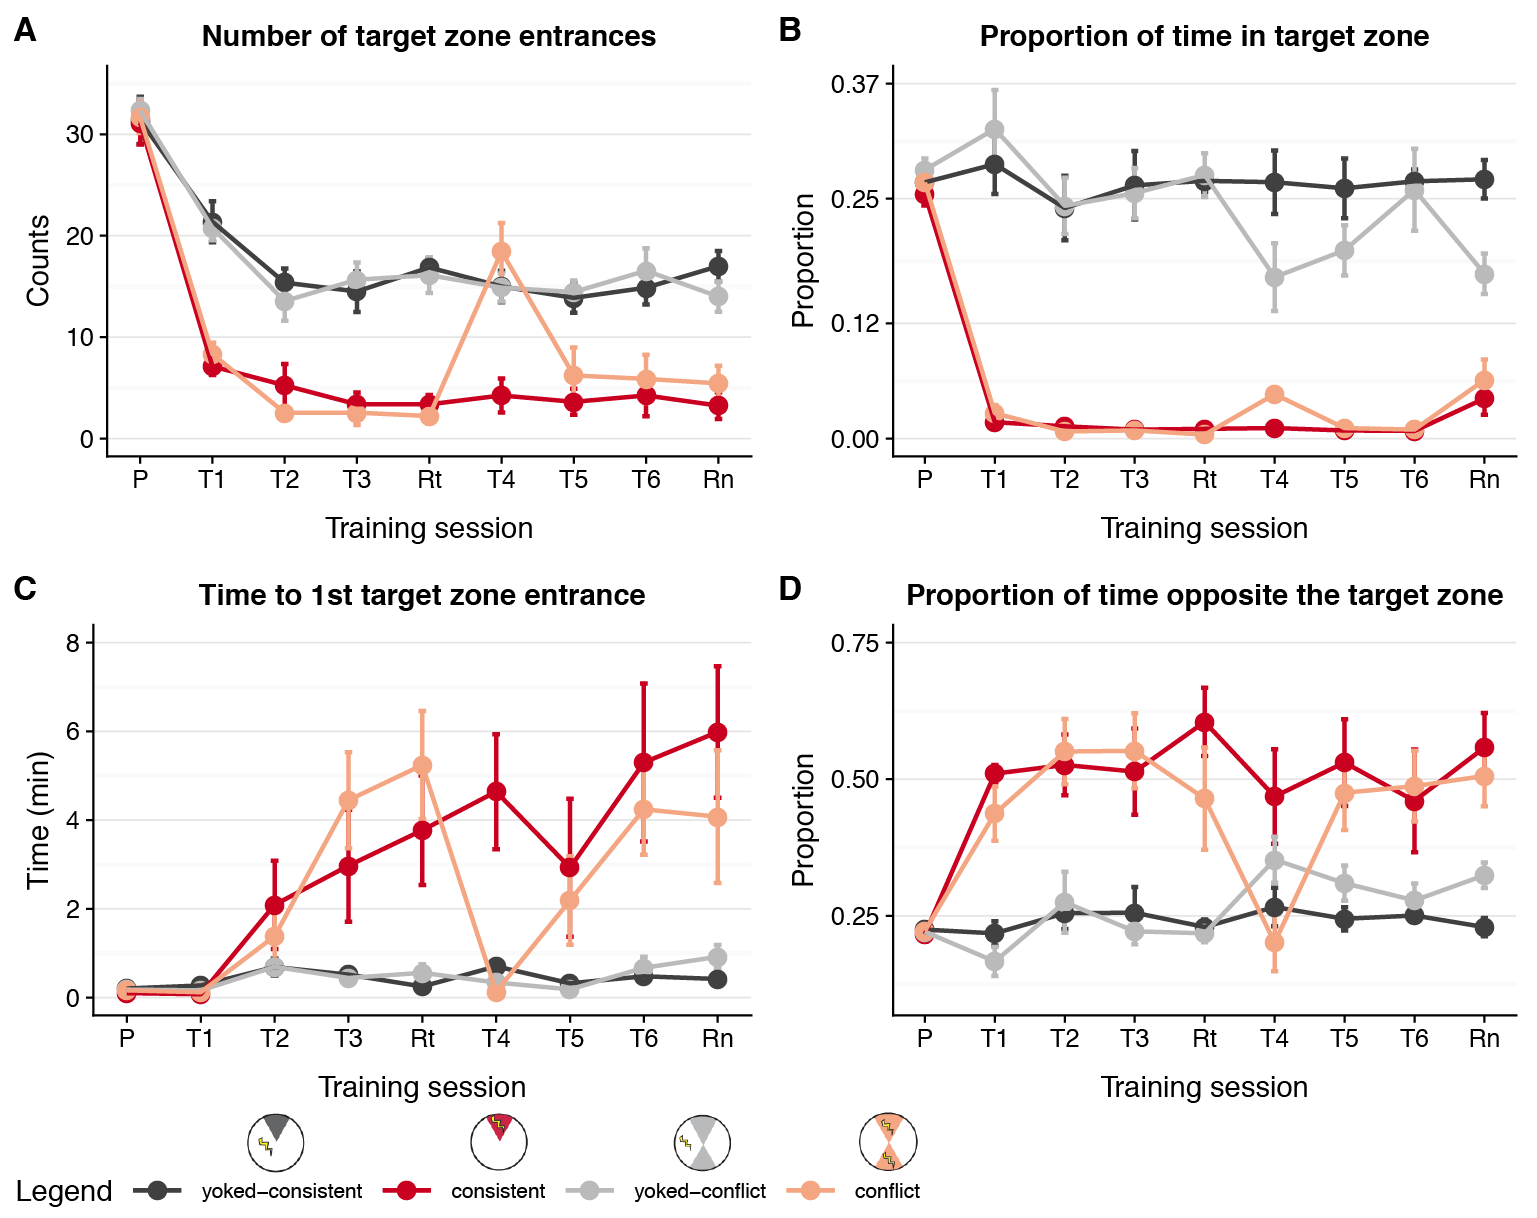 A
Number of target zone entrances
Counts
30
20
10
0
P T1 T2 T3 Rt T4 T5 T6 Rn
Training session
B
Proportion of time in target zone
Proportion
0.37
0.25
0.12
0.00
P T1 T2 T3 Rt T4 T5 T6 Rn
Training session
C
Time to 1st target zone entrance
Time (min)
8
6
4
2
0
P T1 T2 T3 Rt T4 T5 T6 Rn
Training session
D
Proportion of time opposite the target zone
Proportion
0.75
0.50
0.25
P T1 T2 T3 Rt T4 T5 T6 Rn
Training session
Legend yoked−consistent consistent yoked−conflict conflict